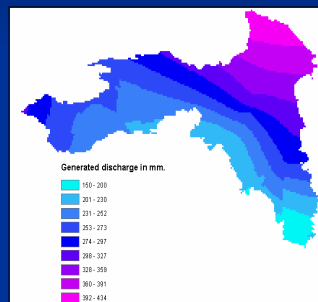 Generated discharge in mm.
150 - 200
201 - 230
231 - 252
253 - 273
274 - 297
298 - 327
328 - 359
360 - 391
392 - 434